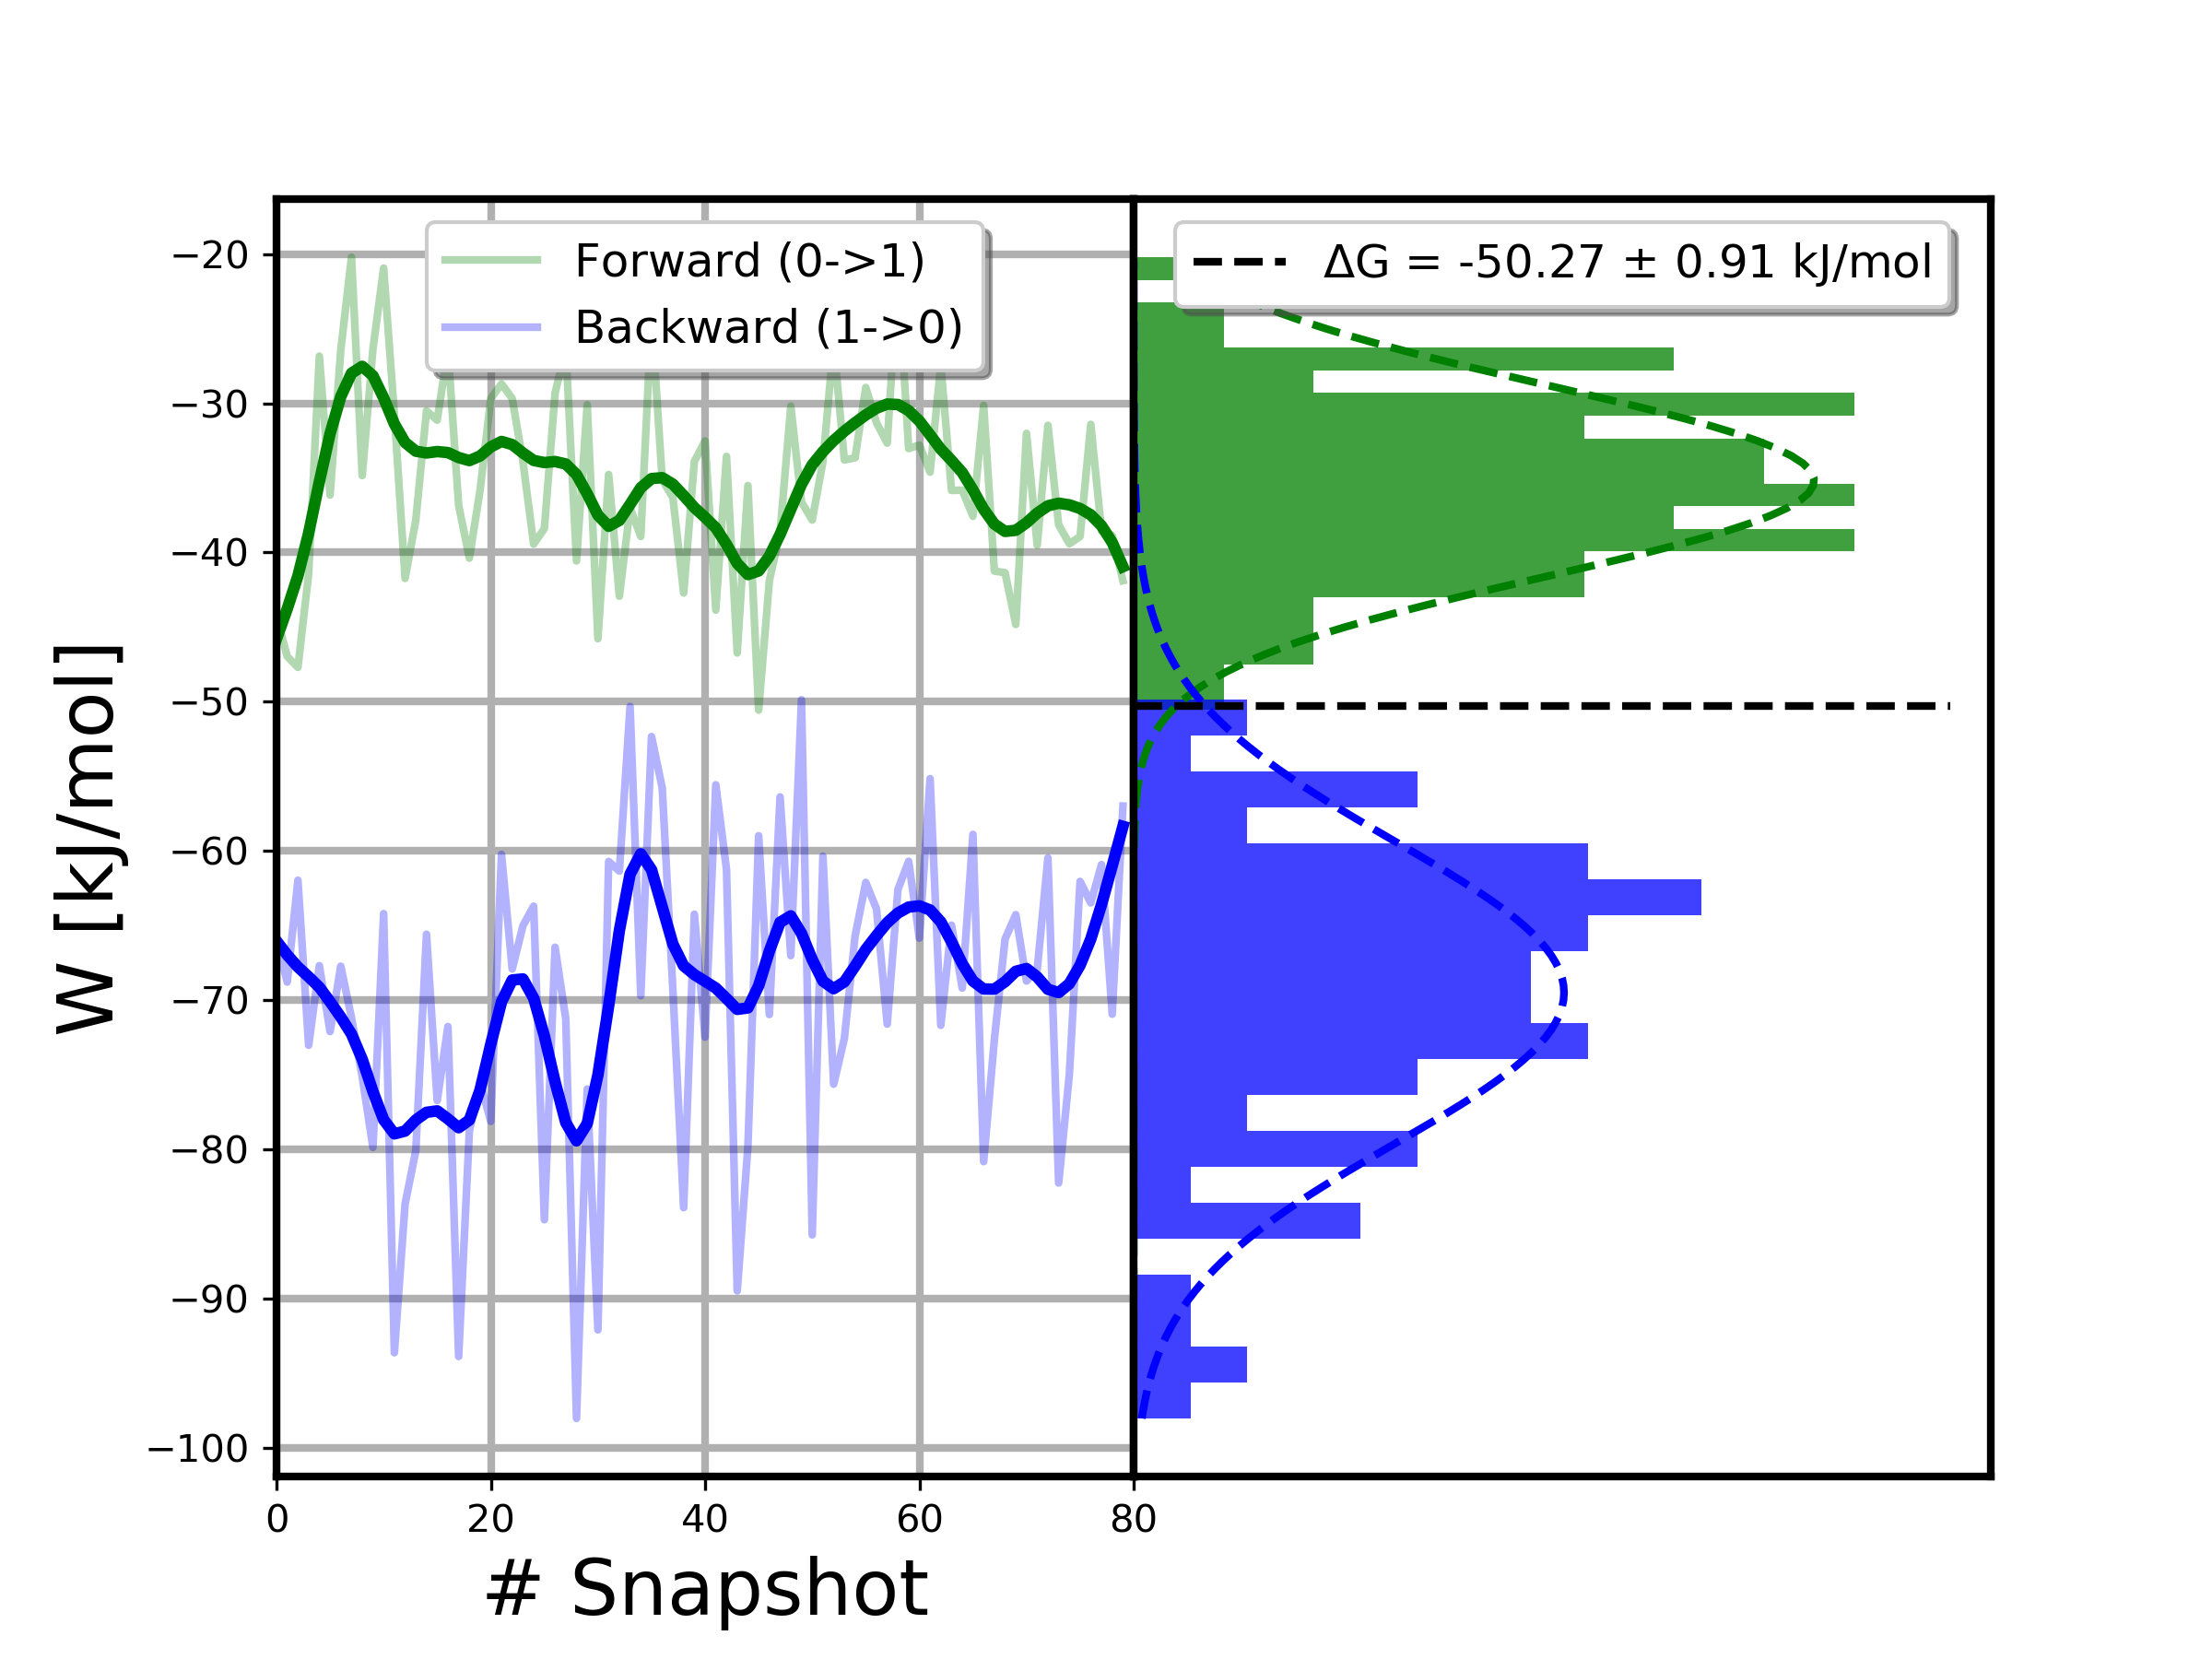 Forward (0->1)
Backward (1->0)
ΔG = -50.27 ± 0.91 kJ/mol
W [kJ/mol]
−20
−30
−40
−50
−60
−70
−80
−90
−100
0 20 40 60 80
# Snapshot